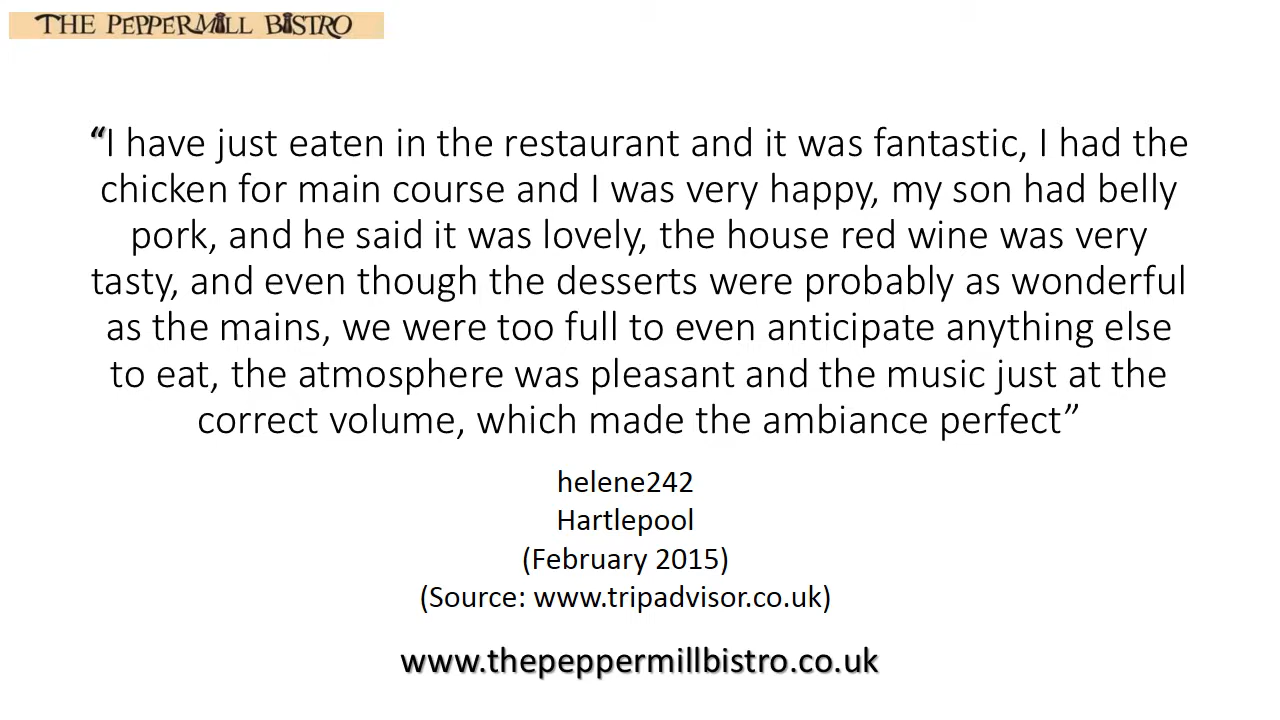 THE PEPPERMILL BISTRO
“I have just eaten in the restaurant and it was fantastic, I had the
chicken for main course and I was very happy, my son had belly
pork, and he said it was lovely, the house red wine was very
tasty, and even though the desserts were probably as wonderful
as the mains, we were too full to even anticipate anything else
to eat, the atmosphere was pleasant and the music just at the
correct volume, which made the ambiance perfect”
helene242
Hartlepool
(February 2015)
(Source: www.tripadvisor.co.uk)
www.thepeppermillbistro.co.uk